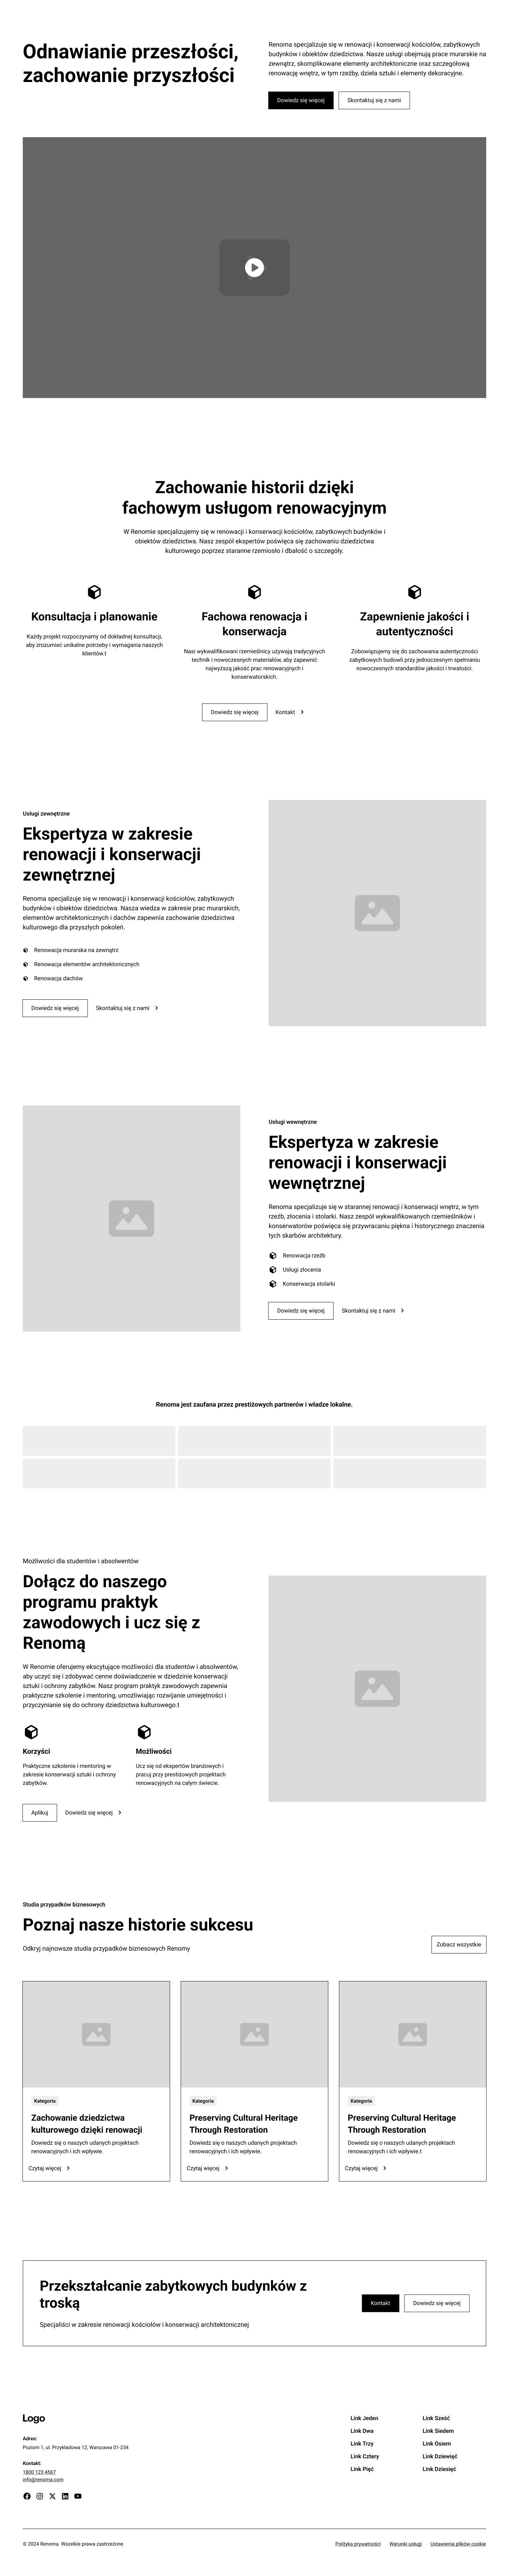 Odnawianie przeszłości,
zachowanie przyszłości
Renoma specjalizuje się w renowacji i konserwacji kościołów, zabytkowych
budynków i obiektów dziedzictwa. Nasze usługi obejmują prace murarskie na
zewnątrz, skomplikowane elementy architektoniczne oraz szczegółową
renowację wnętrz, w tym rzeźby, dzieła sztuki i elementy dekoracyjne.
Dowiedz się więcej
Skontaktuj się z nami
Zachowanie historii dzięki
fachowym usługom renowacyjnym
W Renomie specjalizujemy się w renowacji i konserwacji kościołów, zabytkowych budynków i
obiektów dziedzictwa. Nasz zespół ekspertów poświęca się zachowaniu dziedzictwa
kulturowego poprzez staranne rzemiosło i dbałość o szczegóły.
Konsultacja i planowanie
Każdy projekt rozpoczynamy od dokładnej konsultacji,
aby zrozumieć unikalne potrzeby i wymagania naszych
klientów.t
Fachowa renowacja i
konserwacja
Nasi wykwalifikowani rzemieślnicy używają tradycyjnych
technik i nowoczesnych materiałów, aby zapewnić
najwyższą jakość prac renowacyjnych i
konserwatorskich.
Zapewnienie jakości i
autentyczności
Zobowiązujemy się do zachowania autentyczności
zabytkowych budowli przy jednoczesnym spełnianiu
nowoczesnych standardów jakości i trwałości.
Dowiedz się więcej
Kontakt
Usługi zewnętrzne
Ekspertyza w zakresie
renowacji i konserwacji
zewnętrznej
Renoma specjalizuje się w renowacji i konserwacji kościołów, zabytkowych
budynków i obiektów dziedzictwa. Nasza wiedza w zakresie prac murarskich,
elementów architektonicznych i dachów zapewnia zachowanie dziedzictwa
kulturowego dla przyszłych pokoleń.
Renowacja murarska na zewnątrz
Renowacja elementów architektonicznych
Renowacja dachów
Dowiedz się więcej
Skontaktuj się z nami
Usługi wewnętrzne
Ekspertyza w zakresie
renowacji i konserwacji
wewnętrznej
Renoma specjalizuje się w starannej renowacji i konserwacji wnętrz, w tym
rzeźb, złocenia i stolarki. Nasz zespół wykwalifikowanych rzemieślników i
konserwatorów poświęca się przywracaniu piękna i historycznego znaczenia
tych skarbów architektury.
Renowacja rzeźb
Usługi złocenia
Konserwacja stolarki
Dowiedz się więcej
Skontaktuj się z nami
Renoma jest zaufana przez prestiżowych partnerów i władze lokalne.
Możliwości dla studentów i absolwentów
Dołącz do naszego
programu praktyk
zawodowych i ucz się z
Renomą
W Renomie oferujemy ekscytujące możliwości dla studentów i absolwentów,
aby uczyć się i zdobywać cenne doświadczenie w dziedzinie konserwacji
sztuki i ochrony zabytków. Nasz program praktyk zawodowych zapewnia
praktyczne szkolenie i mentoring, umożliwiając rozwijanie umiejętności i
przyczynianie się do ochrony dziedzictwa kulturowego.t
Korzyści
Praktyczne szkolenie i mentoring w
zakresie konserwacji sztuki i ochrony
zabytków.
Możliwości
Ucz się od ekspertów branżowych i
pracuj przy prestiżowych projektach
renowacyjnych na całym świecie.
Aplikuj
Dowiedz się więcej
Studia przypadków biznesowych
Poznaj nasze historie sukcesu
Odkryj najnowsze studia przypadków biznesowych Renomy
Zobacz wszystkie
Kategoria
Zachowanie dziedzictwa
kulturowego dzięki renowacji
Dowiedz się o naszych udanych projektach
renowacyjnych i ich wpływie.
Czytaj więcej
Kategoria
Preserving Cultural Heritage
Through Restoration
Dowiedz się o naszych udanych projektach
renowacyjnych i ich wpływie.
Czytaj więcej
Kategoria
Preserving Cultural Heritage
Through Restoration
Dowiedz się o naszych udanych projektach
renowacyjnych i ich wpływie.t
Czytaj więcej
Przekształcanie zabytkowych budynków z
troską
Specjaliści w zakresie renowacji kościołów i konserwacji architektonicznej
Kontakt
Dowiedz się więcej
Logo
Adres:
Poziom 1, ul. Przykładowa 12, Warszawa 01-234
Kontakt:
1800 123 4567
info@renoma.com
Link Jeden
Link Dwa
Link Trzy
Link Cztery
Link Pięć
Link Sześć
Link Siedem
Link Osiem
Link Dziewięć
Link Dziesięć
© 2024 Renoma. Wszelkie prawa zastrzeżone.
Polityka prywatności
Warunki usługi
Ustawienia plików cookie